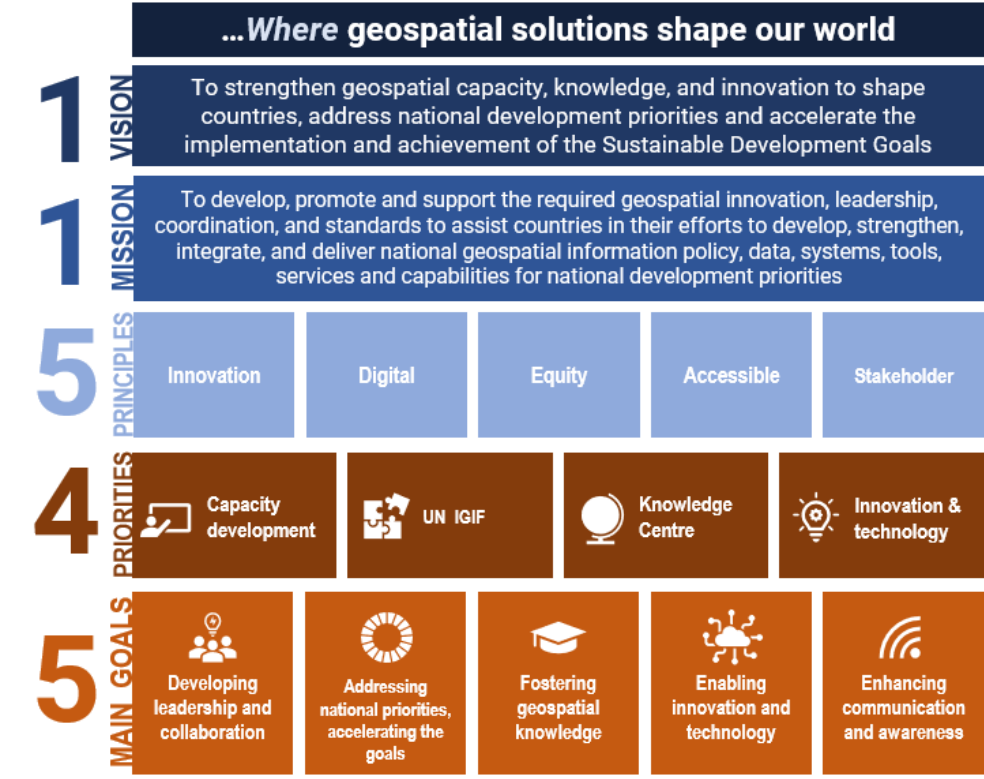 ...Where geospatial solutions shape our world
1
VISION
To strengthen geospatial capacity, knowledge, and innovation to shape
countries, address national development priorities and accelerate the
implementation and achievement of the Sustainable Development Goals
1
MISSION
To develop, promote and support the required geospatial innovation, leadership,
coordination, and standards to assist countries in their efforts to develop, strengthen,
integrate, and deliver national geospatial information policy, data, systems, tools,
services and capabilities for national development priorities
5
PRINCIPLES
Innovation
Digital
Equity
Accessible
Stakeholder
4
PRIORITIES
Capacity
development
UN IGIF
Knowledge
Centre
Innovation &
technology
5
MAIN GOALS
Developing
leadership and
collaboration
Addressing
national priorities,
accelerating the
goals
Fostering
geospatial
knowledge
Enabling
innovation and
technology
Enhancing
communication
and awareness